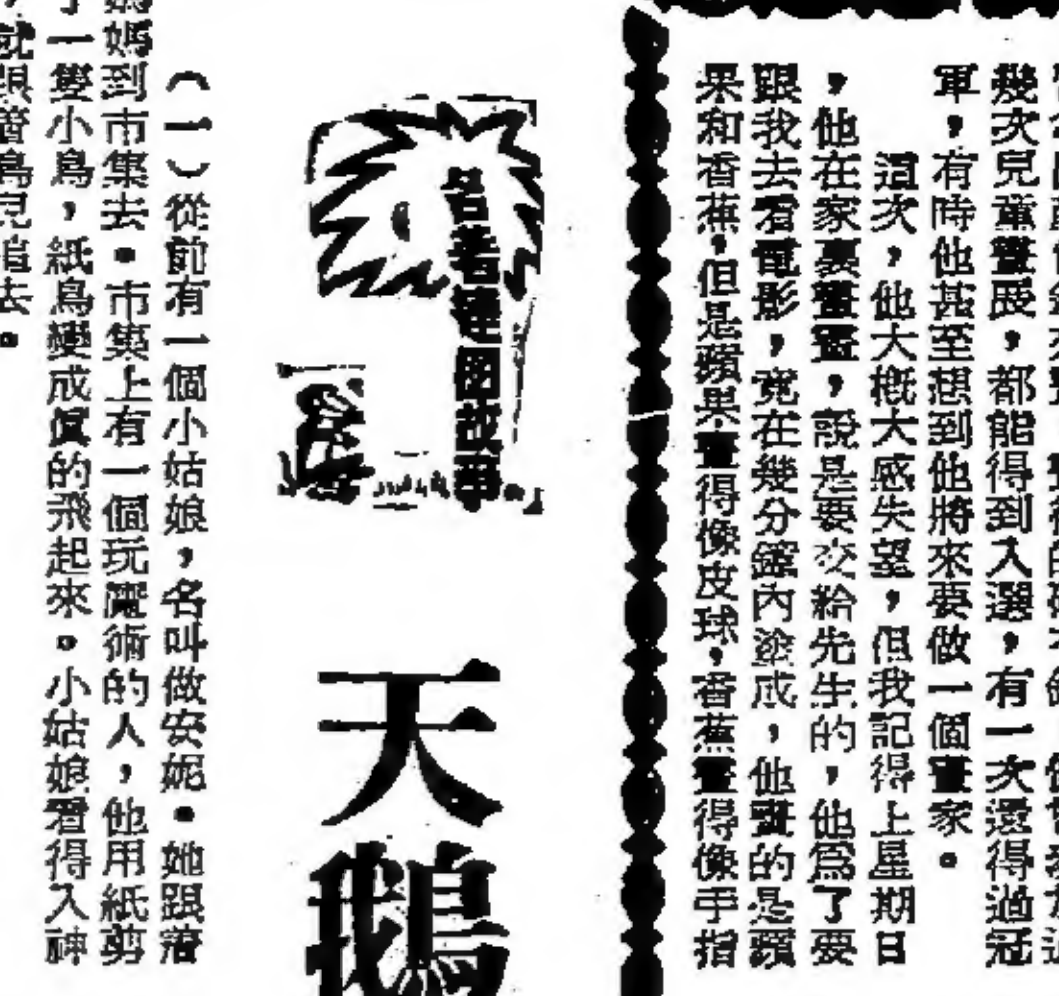 幾次兒童畫展，都能得到入選，有一次還得過冠
軍，有時他甚至想到他將來要做一個畫家。
這次，他大概大感失望，但我記得上星期日
，他在家裏畫畫，說是要交給先生的，他爲了要
跟我去看電影，竟在幾分鐘內塗成，他畫的是蘋
果和香蕉，但是蘋果畫得像皮球，香蕉畫得像手指
名著連圖故事
天鵝
（一）從前有一個小姑娘，名叫做安妮。她跟着
媽媽到市集去。市集上有一個玩魔術的人，他用紙剪
了一隻小鳥，紙鳥變成眞的飛起來。小姑娘看得入神
，就跟着鳥兒追去。